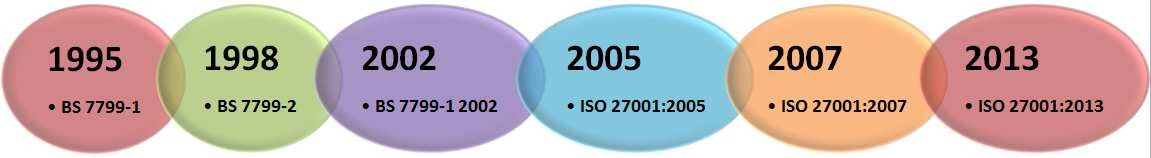 1995
• BS 7799-1
1998
• BS 7799-2
2002
• BS 7799-1 2002
2005
• ISO 27001:2005
2007
• ISO 27001:2007
2013
• ISO 27001:2013